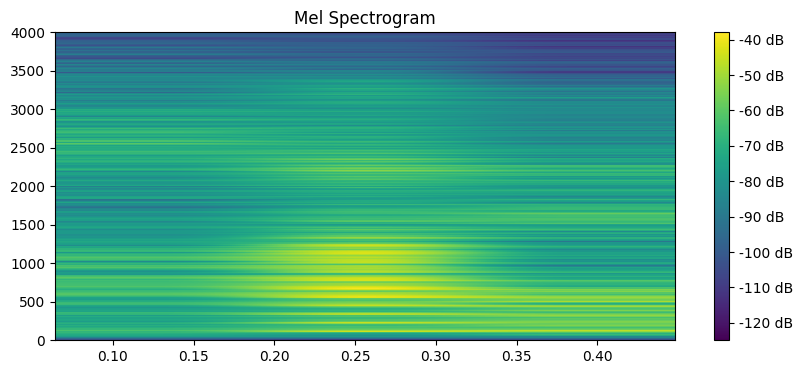 Mel Spectrogram
4000
3500
3000
2500
2000
1500
1000
500
0
0.10 0.15 0.20 0.25 0.30 0.35 0.40
-40 dB
-50 dB
-60 dB
-70 dB
-80 dB
-90 dB
-100 dB
-110 dB
-120 dB